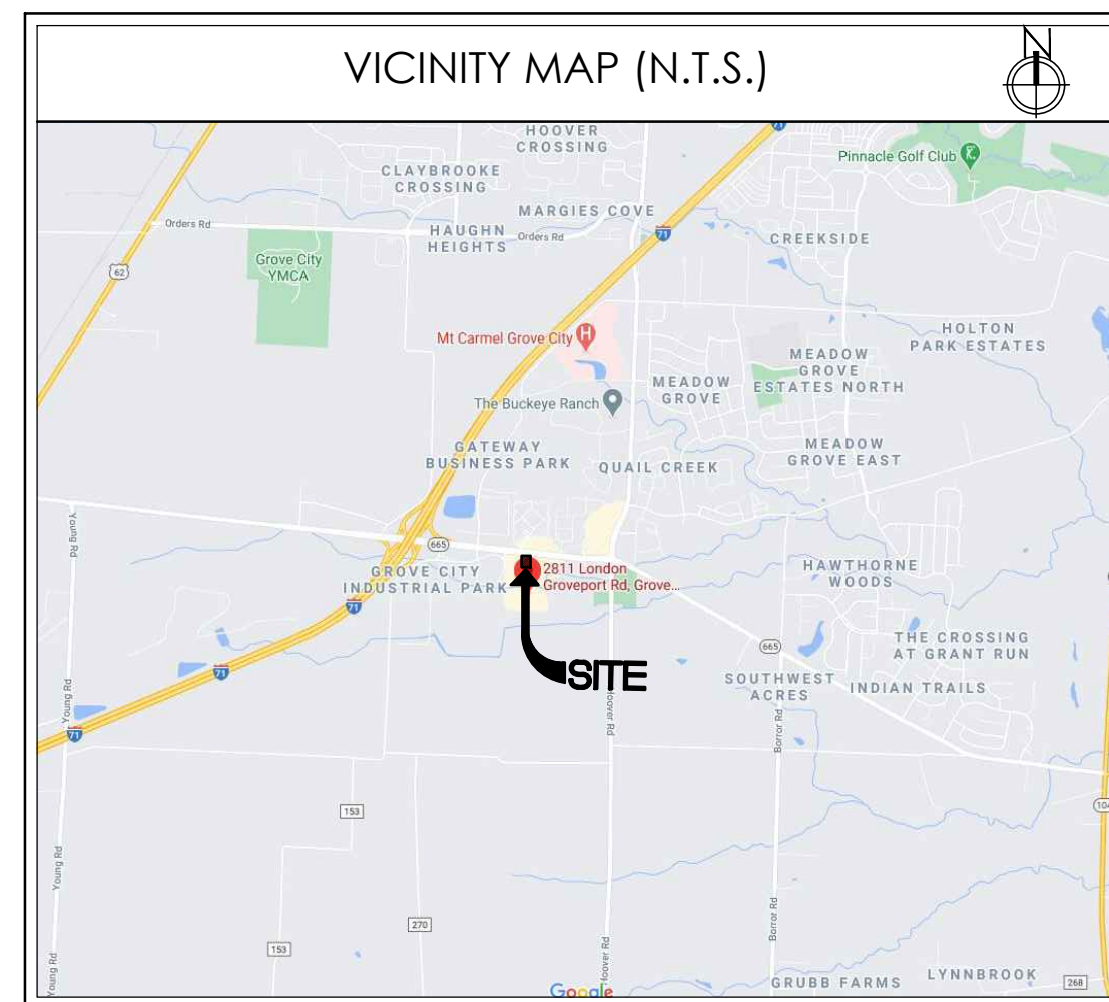 VICINITY MAP (N.T.S.)
N
71
HOOVER
CROSSING
Pinnacle Golf Club
CLAYBROOKE
CROSSING
MARGIES COVE
Orders Rd
HAUGHN
HEIGHTS
Orders Rd
71
CREEKSIDE
Grove City
YMCA
62
Mt Carmel Grove City
H
HOLTON
PARK ESTATES
MEADOW
GROVE
ESTATES NORTH
MEADOW
GROVE
The Buckeye Ranch
GATEWAY
BUSINESS PARK
QUAIL CREEK
MEADOW
GROVE EAST
Young Rd
665
GROVE CITY
INDUSTRIAL PARK
2811 London
Groveport Rd, Grove...
HAWTHORNE
WOODS
71
665
THE CROSSING
AT GRANT RUN
71
SITE
SOUTHWEST
ACRES
INDIAN TRAILS
Young Rd
Hoover Rd
Borror Rd
71
153
104
Young Rd
270
Borror Rd
153
Hoover Rd
Young Rd
GRUBB FARMS
LYNNBROOK
268
Google